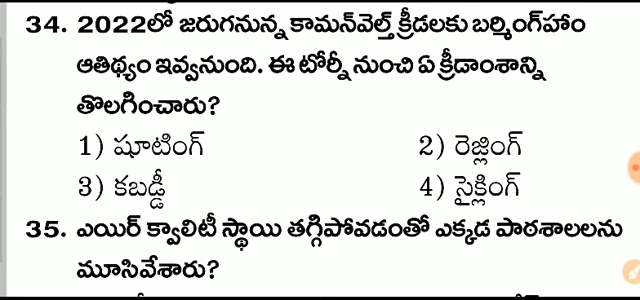 34. 2022లో జరుగనున్న కామన్‌వెల్త్ క్రీడలకు బర్మింగ్‌హాం
ఆతిథ్యం ఇవ్వనుంది. ఈ టోర్నీ నుంచి ఏ క్రీడాంశాన్ని
తొలగించారు?
1) షూటింగ్ 2) రెజ్లింగ్
3) కబడ్డీ 4) సైక్లింగ్
35. ఎయిర్ క్వాలిటీ స్థాయి తగ్గిపోవడంతో ఎక్కడ పాఠశాలలను
మూసివేశారు?